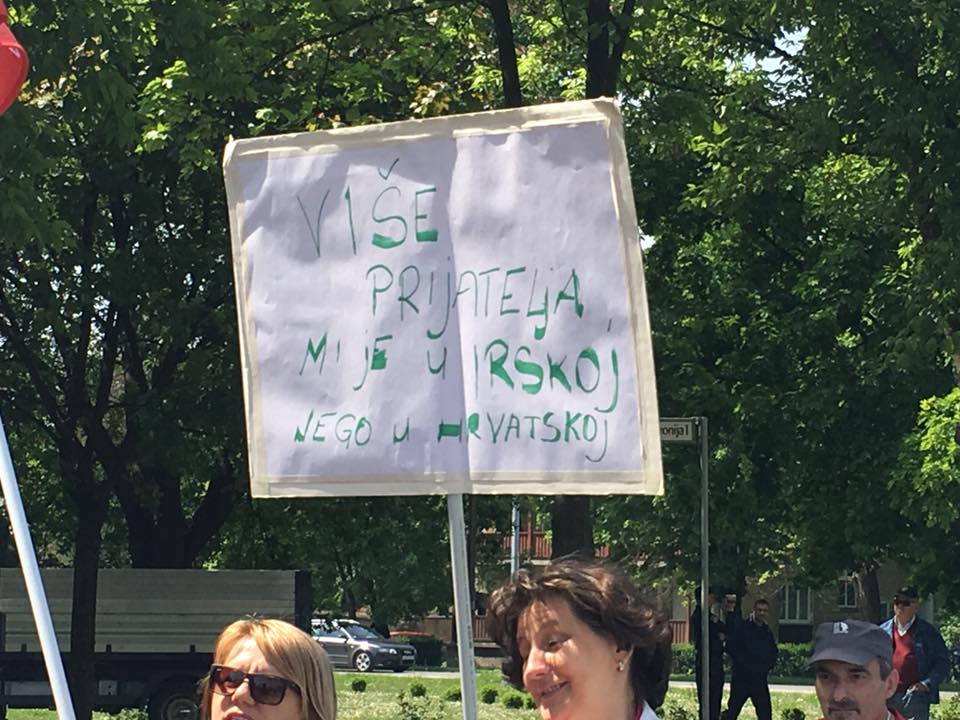 VIŠE
PRIJATELJA
MI JE U IRSKOJ
NEGO U HRVATSKOJ